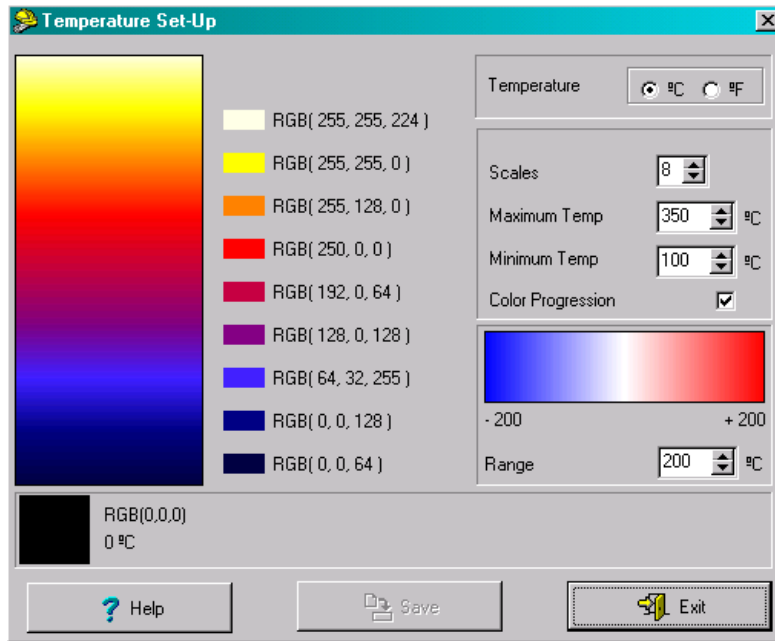 Temperature Set-Up
RGB( 255, 255, 224 )
RGB( 255, 255, 0 )
RGB( 255, 128, 0 )
RGB( 250, 0, 0 )
RGB( 192, 0, 64 )
RGB( 128, 0, 128 )
RGB( 64, 32, 255 )
RGB( 0, 0, 128 )
RGB( 0, 0, 64 )
Temperature ºC ºF
Scales 8
Maximum Temp 350 ºC
Minimum Temp 100 ºC
Color Progression
- 200 + 200
Range 200 ºC
RGB(0,0,0)
0 ºC
? Help
Save
Exit